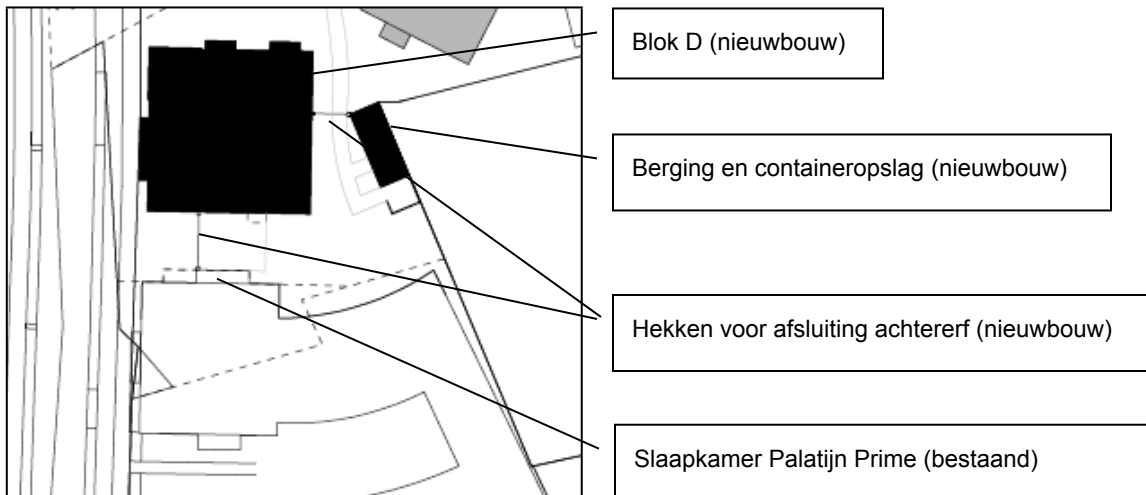 Blok D (nieuwbouw)
Berging en containeropslag (nieuwbouw)
Hekken voor afsluiting achtererf (nieuwbouw)
Slaapkamer Palatijn Prime (bestaand)